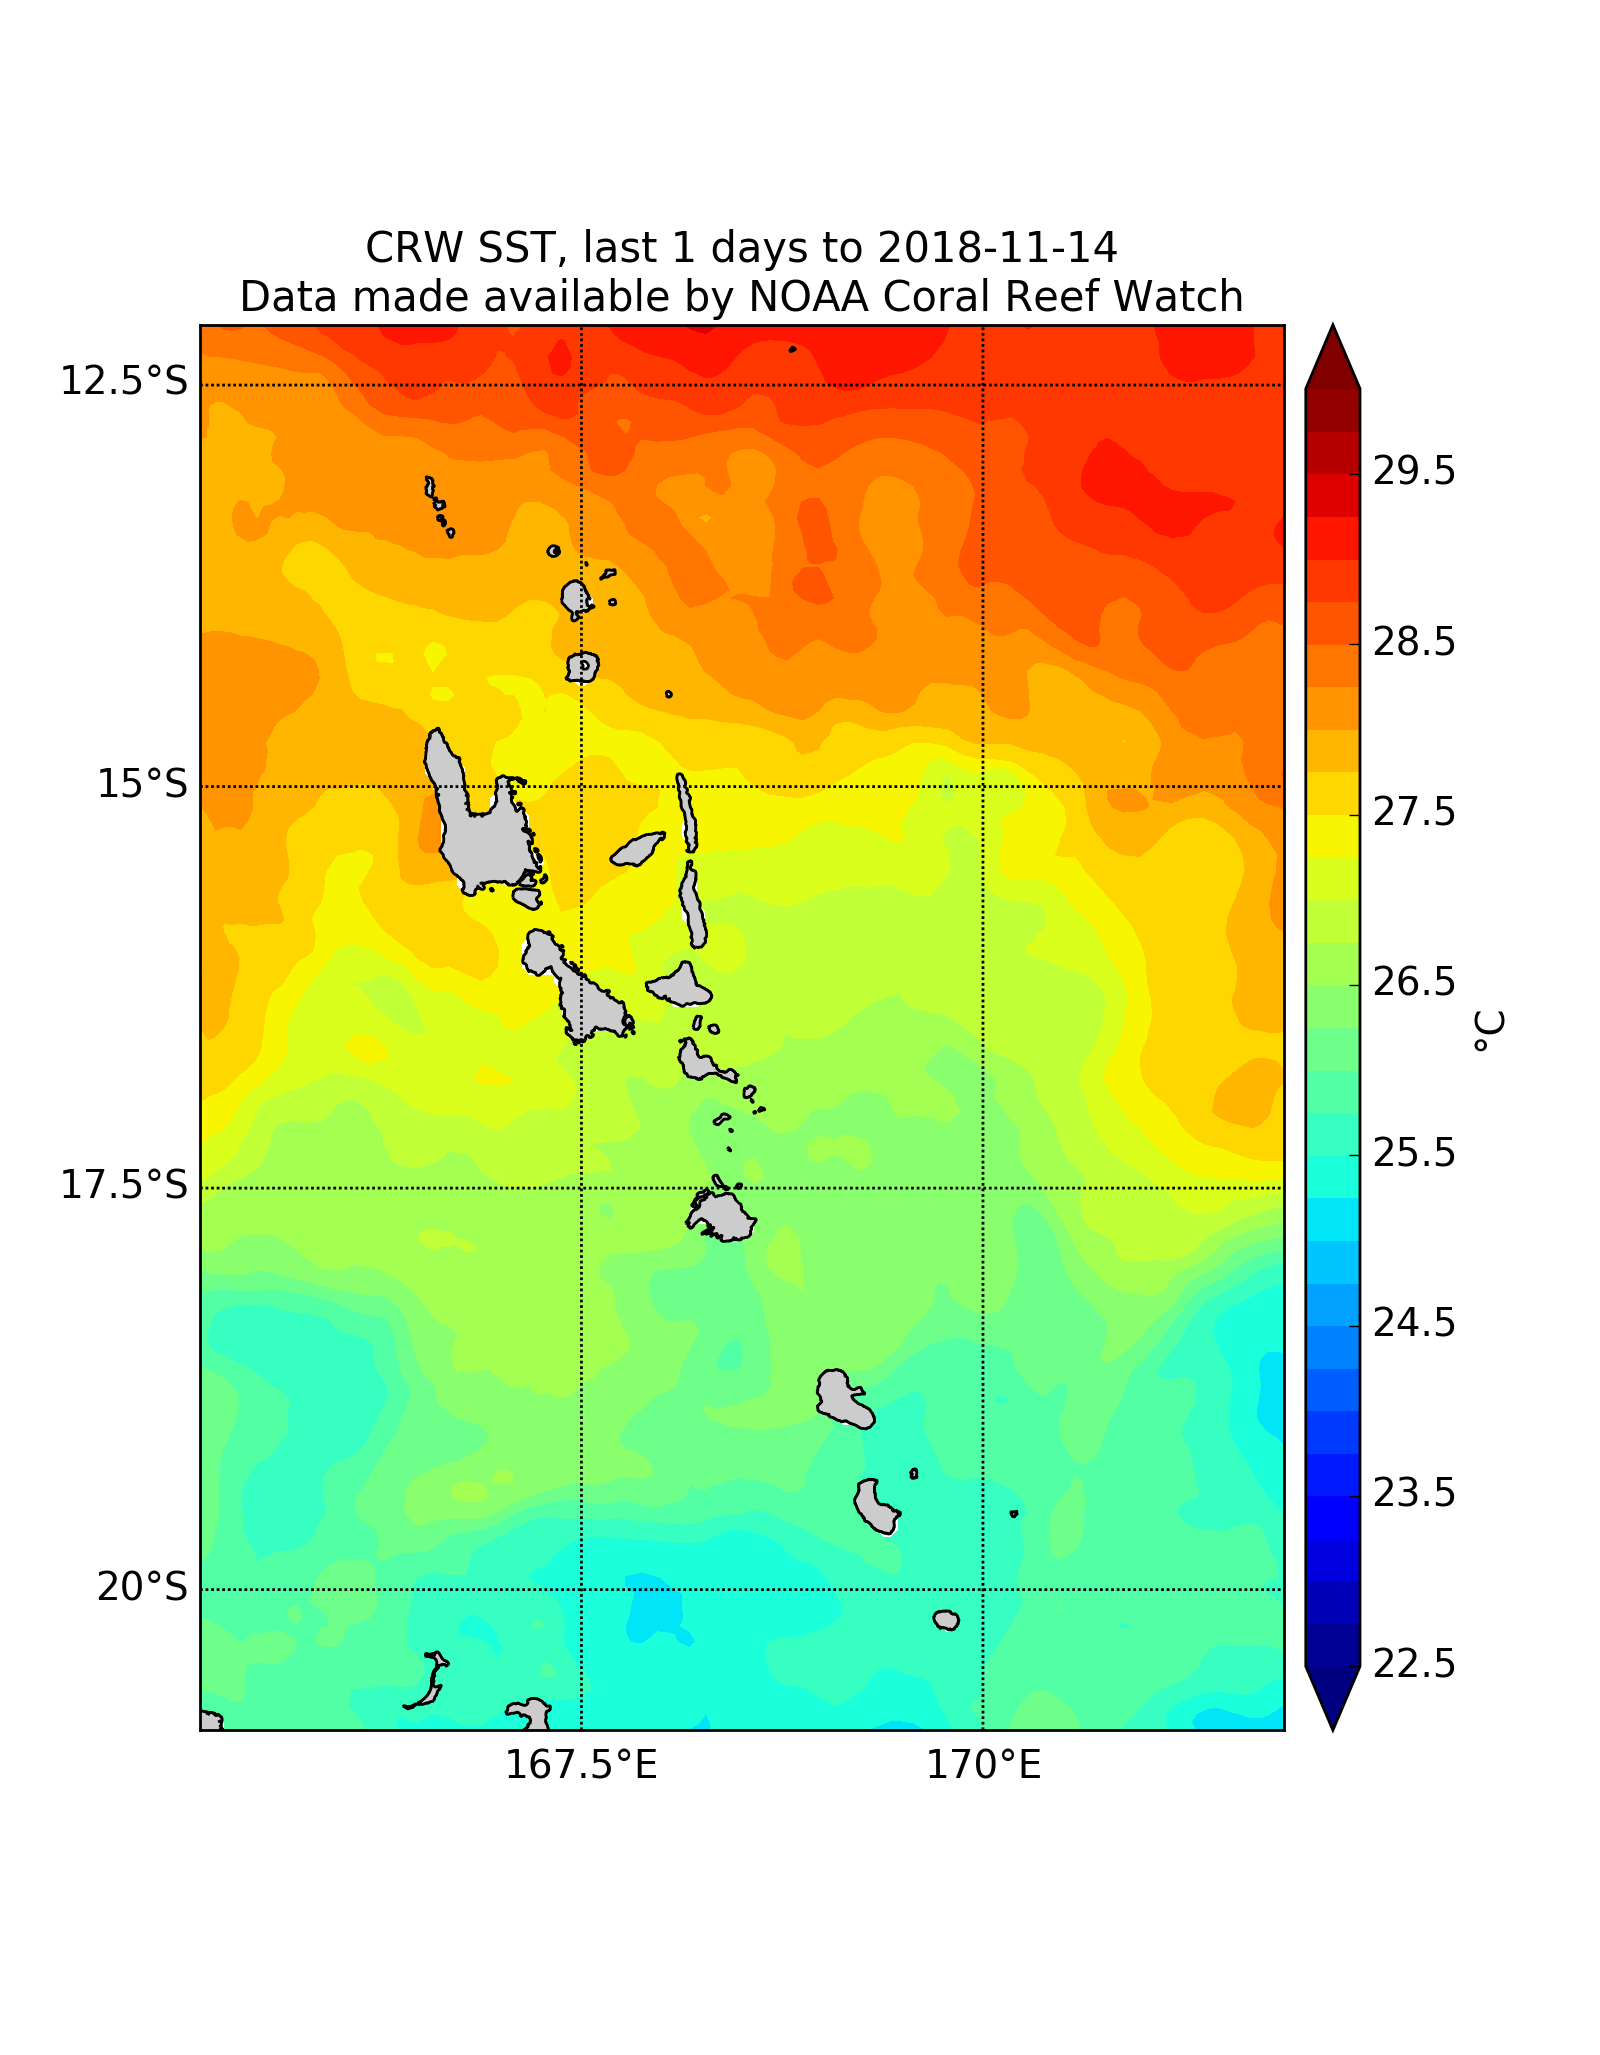 CRW SST, last 1 days to 2018-11-14
Data made available by NOAA Coral Reef Watch
12.5°S
15°S
17.5°S
20°S
167.5°E
170°E
29.5
28.5
27.5
26.5
25.5
24.5
23.5
22.5
°C